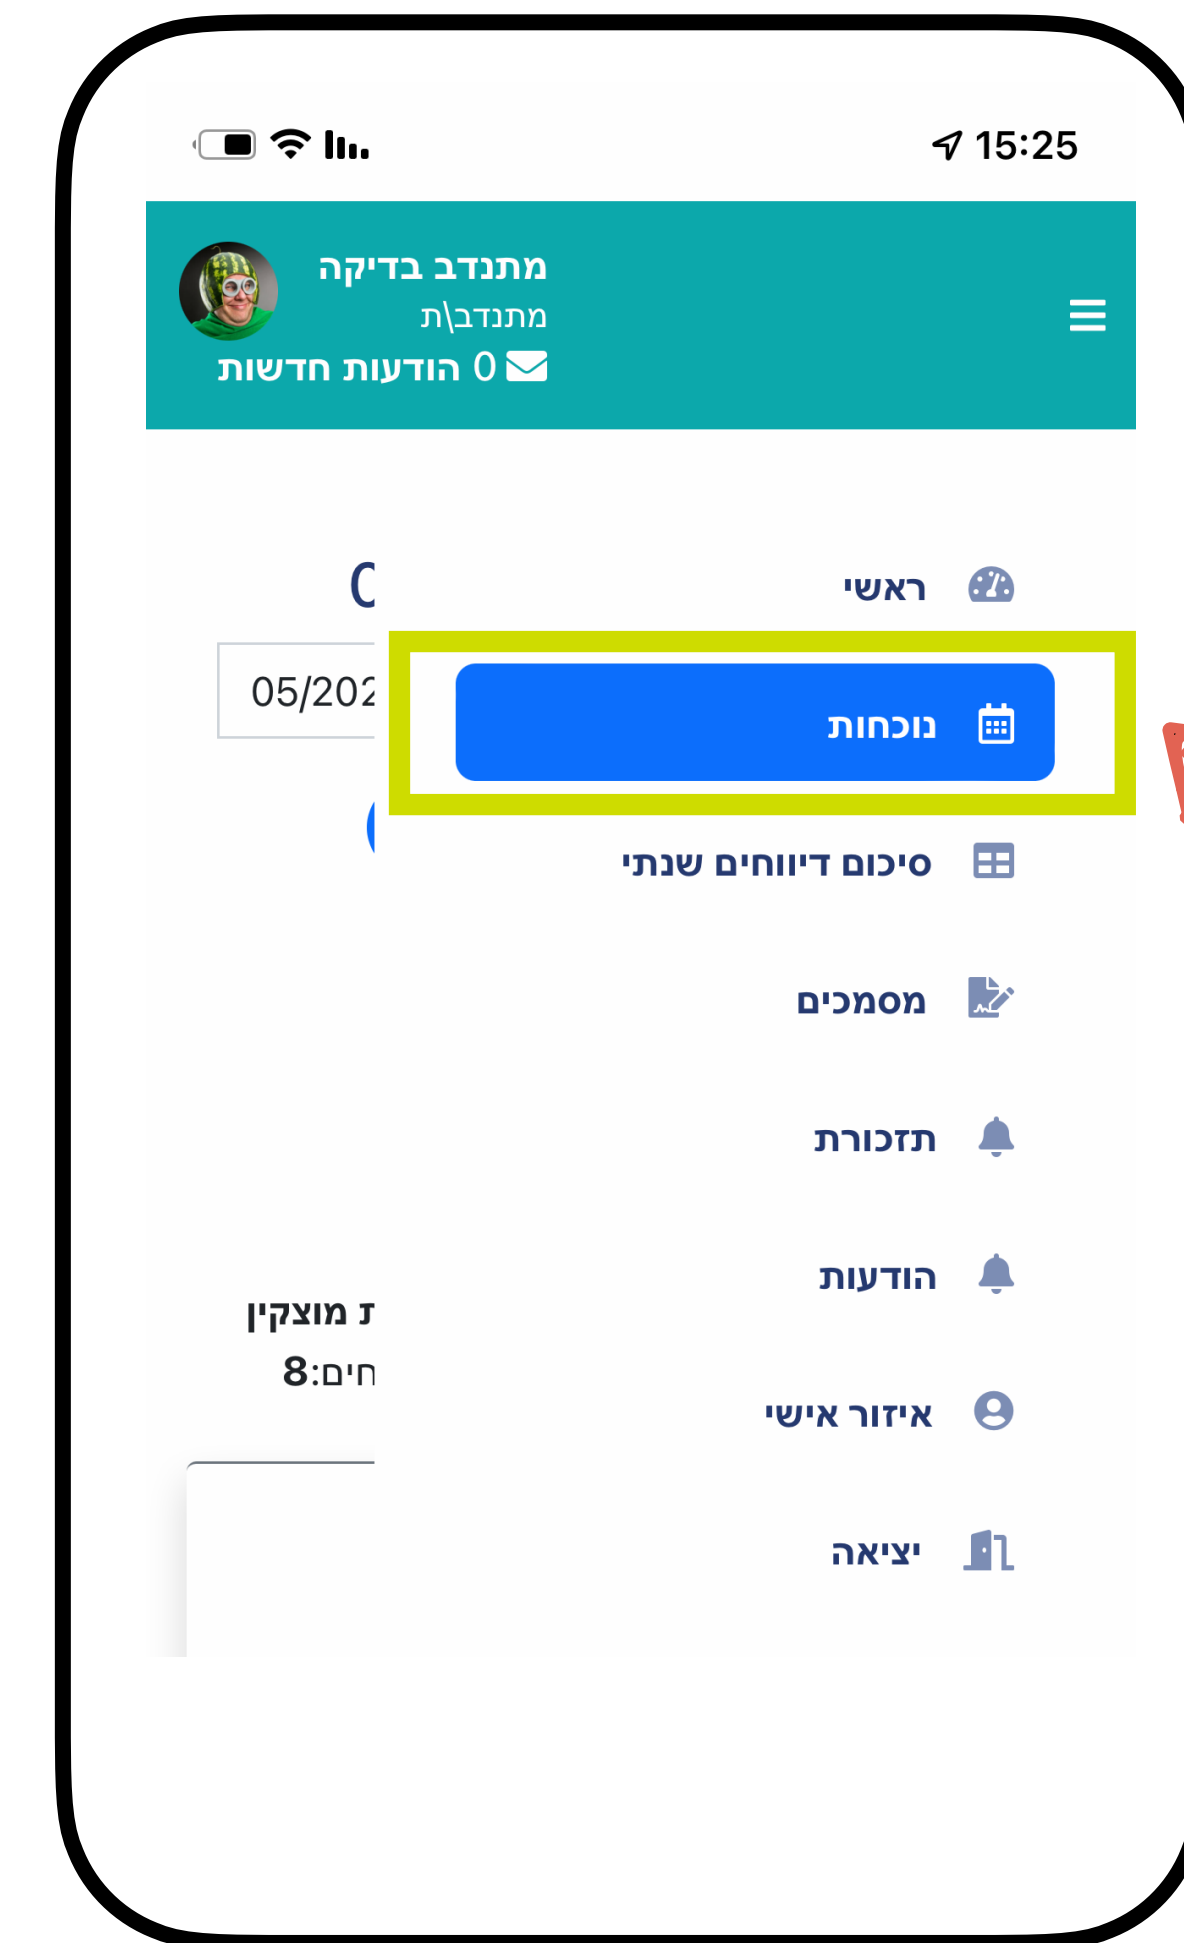 15:25
מתנדב בדיקה
מתנדב\ת
0 הודעות חדשות
ראשי
05/202
נוכחות
סיכום דיווחים שנתי
מסמכים
תזכורת
הודעות
ת מוצקין
חים:8
איזור אישי
יציאה